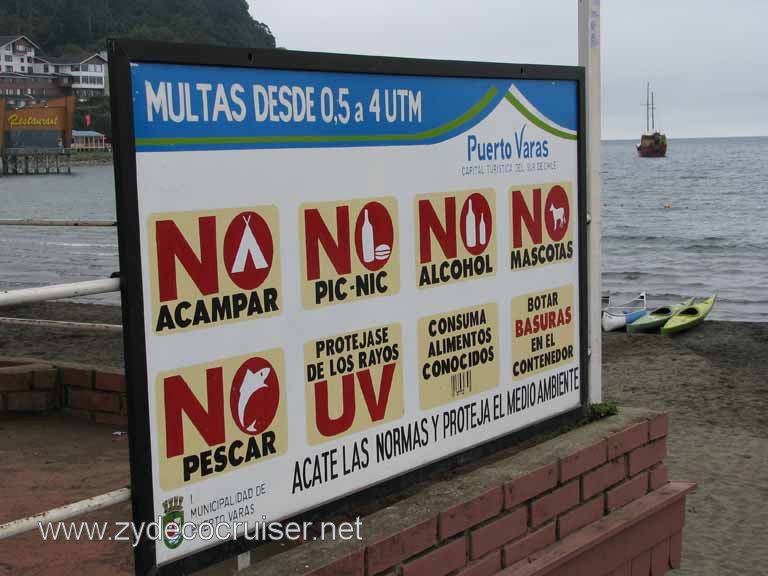 MULTAS DESDE 0,5 a 4 UTM
Puerto Varas
CAPITAL TURISTICA DEL SUR DE CHILE
NO
ACAMPAR
NO
PIC-NIC
NO
ALCOHOL
NO
MASCOTAS
NO
PESCAR
PROTEJASE
DE LOS RAYOS
UV
CONSUMA
ALIMENTOS
CONOCIDOS
BOTAR
BASURAS
EN EL
CONTENEDOR
ACATE LAS NORMAS Y PROTEJA EL MEDIO AMBIENTE
I.
MUNICIPALIDAD DE
PUERTO VARAS
Restaurant
www.zydecocruiser.net